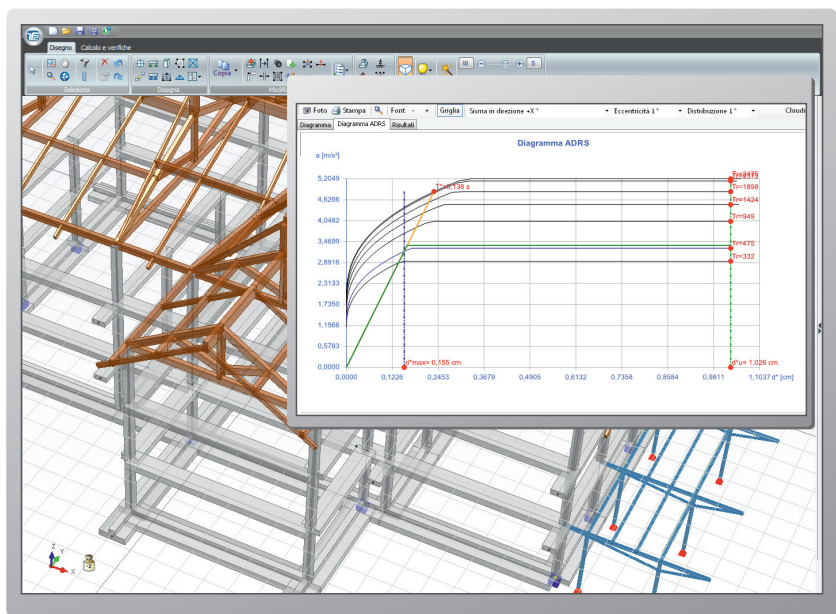 Disegno Calcolo e verifiche
Copia
W S
Seleziona Disegna
Foto Stampa Font - + Griglia Sisma in direzione +X * Eccentricità 1 * Distribuzione 1 * Chiudi
Diagramma Diagramma ADRS Risultati
Diagramma ADRS
a [m/s²]
5,2049
4,6266
4,0482
3,4699
2,8916
2,3133
1,7350
1,1566
0,5783
0,0000
T*=0,138 s
Tr=2475
Tr=1898
Tr=1424
Tr=949
Tr=475
Tr=332
d*max= 0,155 cm
d*u= 1,026 cm
0,0000 0,1226 0,2453 0,3679 0,4905 0,6132 0,7358 0,8584 0,9811 1,1037 d* [cm]
Z
Y
X